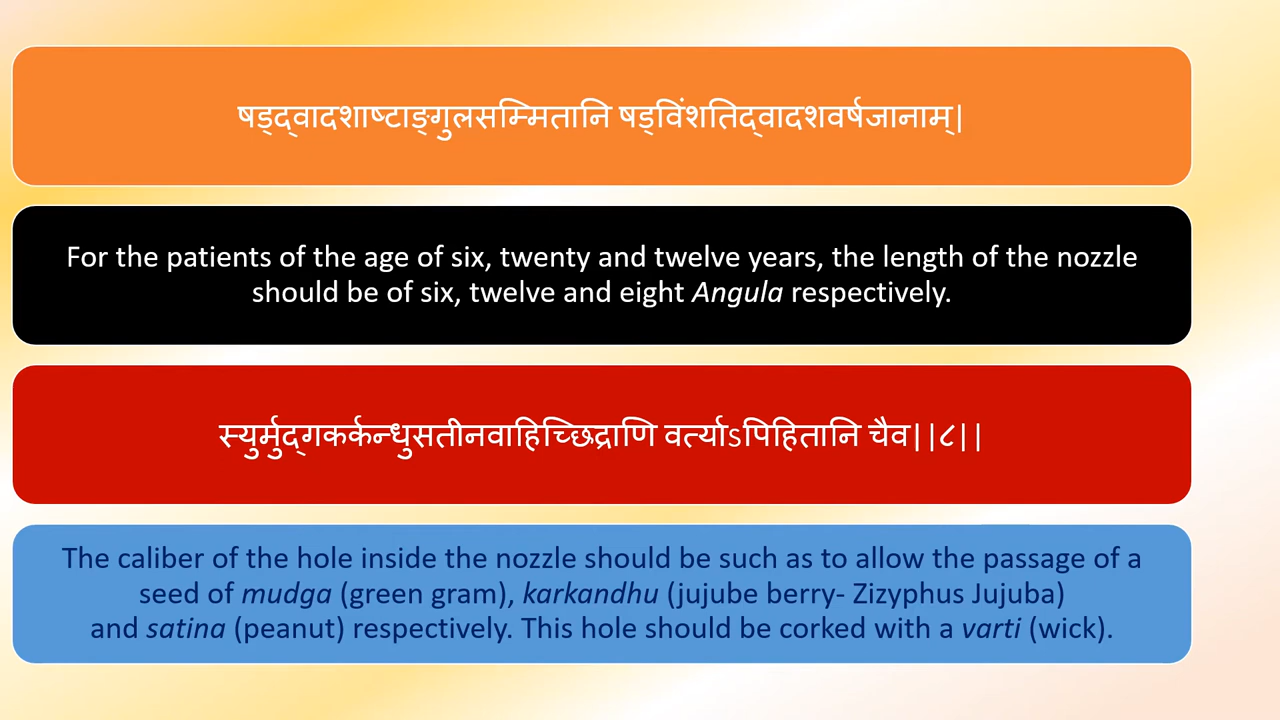 षड्द्वादशाष्टाङ्गुलसम्मितानि षड्विंशतिद्वादशवर्षजानाम्|
For the patients of the age of six, twenty and twelve years, the length of the nozzle
should be of six, twelve and eight Angula respectively.
स्युर्मुद्गकर्कन्धुसतीनवाहिच्छिद्राणि वर्त्याऽपिहितानि चैव||८||
The caliber of the hole inside the nozzle should be such as to allow the passage of a
seed of mudga (green gram), karkandhu (jujube berry- Zizyphus Jujuba)
and satina (peanut) respectively. This hole should be corked with a varti (wick).